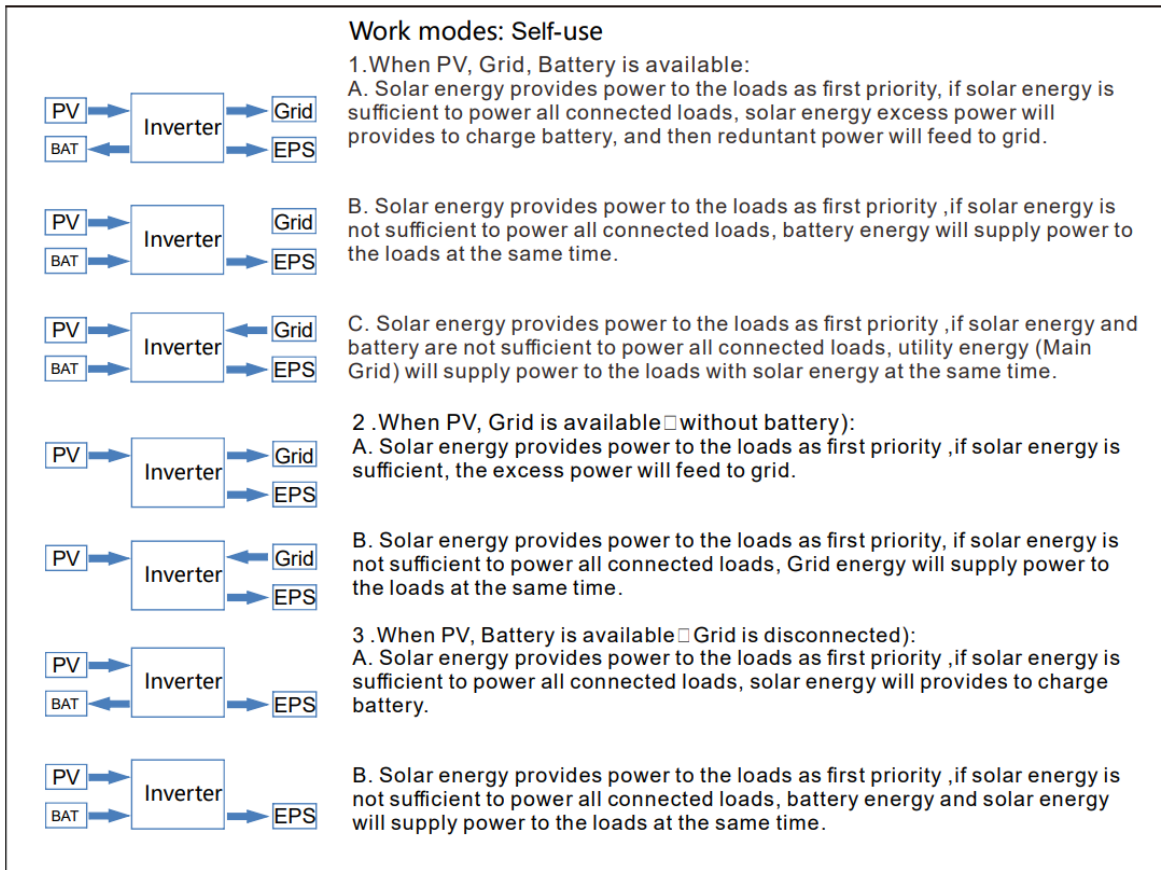 Work modes: Self-use
1.When PV, Grid, Battery is available:
A. Solar energy provides power to the loads as first priority, if solar energy is
sufficient to power all connected loads, solar energy excess power will
provides to charge battery, and then reduntant power will feed to grid.
PV
Inverter
Grid
BAT
EPS
B. Solar energy provides power to the loads as first priority ,if solar energy is
not sufficient to power all connected loads, battery energy will supply power to
the loads at the same time.
PV
Inverter
Grid
BAT
EPS
C. Solar energy provides power to the loads as first priority ,if solar energy and
battery are not sufficient to power all connected loads, utility energy (Main
Grid) will supply power to the loads with solar energy at the same time.
PV
Inverter
Grid
BAT
EPS
2 .When PV, Grid is available□without battery):
A. Solar energy provides power to the loads as first priority ,if solar energy is
sufficient, the excess power will feed to grid.
PV
Inverter
Grid
EPS
B. Solar energy provides power to the loads as first priority, if solar energy is
not sufficient to power all connected loads, Grid energy will supply power to
the loads at the same time.
PV
Inverter
Grid
EPS
3 .When PV, Battery is available□Grid is disconnected):
A. Solar energy provides power to the loads as first priority ,if solar energy is
sufficient to power all connected loads, solar energy will provides to charge
battery.
PV
Inverter
BAT
EPS
B. Solar energy provides power to the loads as first priority ,if solar energy is
not sufficient to power all connected loads, battery energy and solar energy
will supply power to the loads at the same time.
PV
Inverter
BAT
EPS